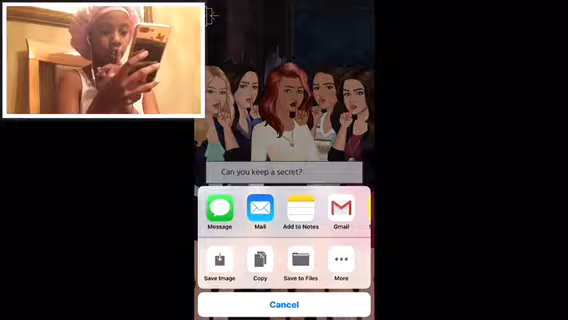 Can you keep a secret?
Message Mail Add to Notes Gmail
Save Image Copy Save to Files More
Cancel